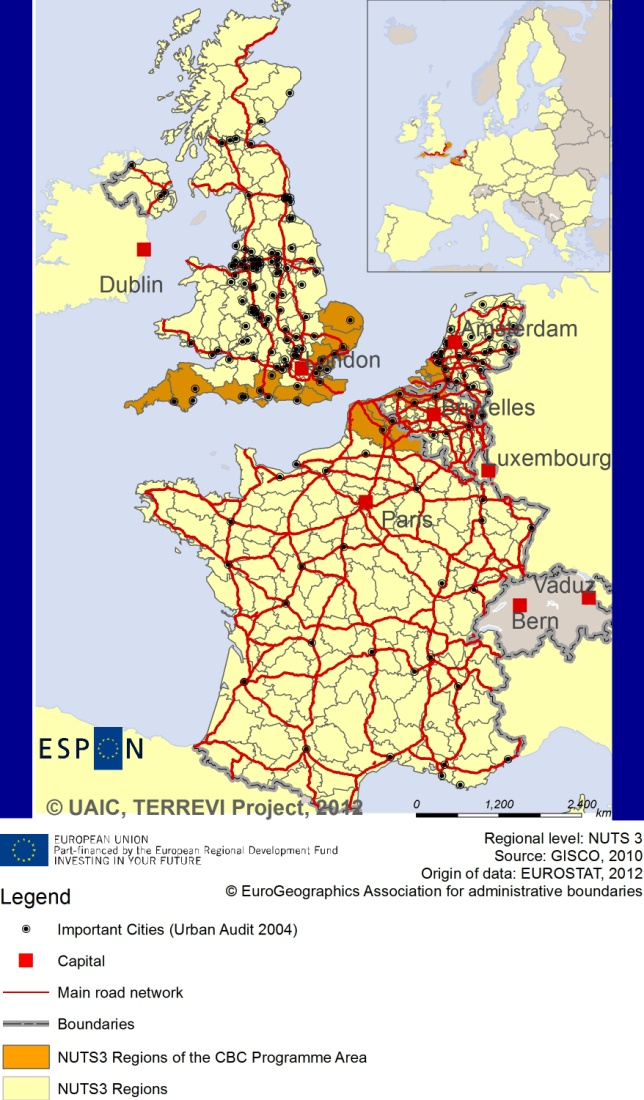 Dublin
London
Amsterdam
Bruxelles
Luxembourg
Paris
Vaduz
Bern
ESPON
© UAIC, TERREVI Project, 2012
0 1,200 2,400
km
EUROPEAN UNION
Part-financed by the European Regional Development Fund
INVESTING IN YOUR FUTURE
Regional level: NUTS 3
Source: GISCO, 2010
Origin of data: EUROSTAT, 2012
© EuroGeographics Association for administrative boundaries
Legend
Important Cities (Urban Audit 2004)
Capital
Main road network
Boundaries
NUTS3 Regions of the CBC Programme Area
NUTS3 Regions